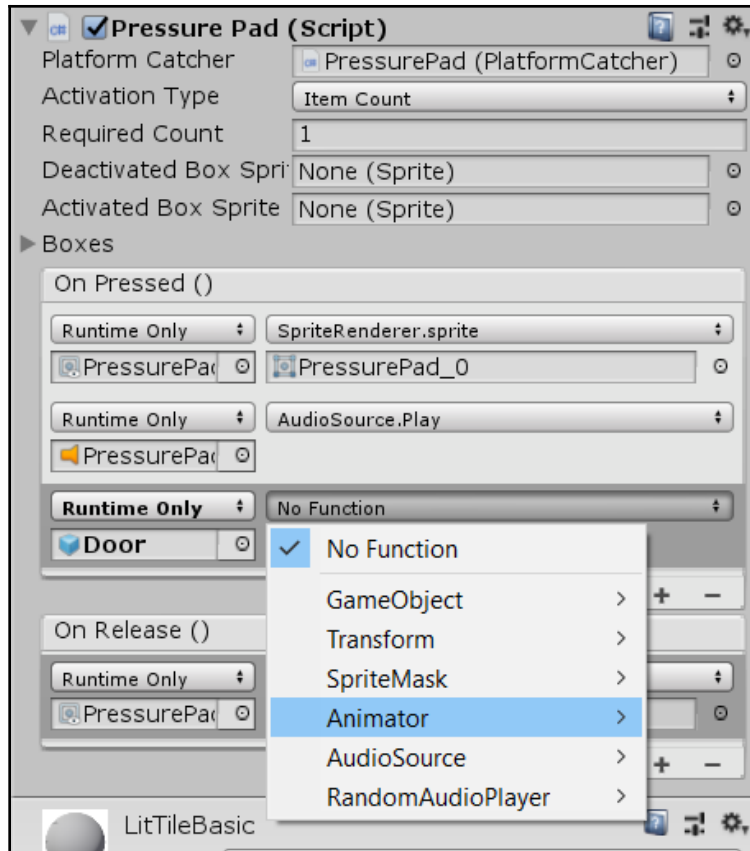 Pressure Pad (Script)
Platform Catcher PressurePad (PlatformCatcher)
Activation Type Item Count
Required Count 1
Deactivated Box Spri None (Sprite)
Activated Box Sprite None (Sprite)
Boxes
On Pressed ()
Runtime Only SpriteRenderer.sprite
PressurePa PressurePad_0
Runtime Only AudioSource.Play
PressurePa
Runtime Only No Function
Door No Function
GameObject
On Release () Transform
Runtime Only SpriteMask
PressurePa Animator
AudioSource
RandomAudioPlayer
LitTileBasic